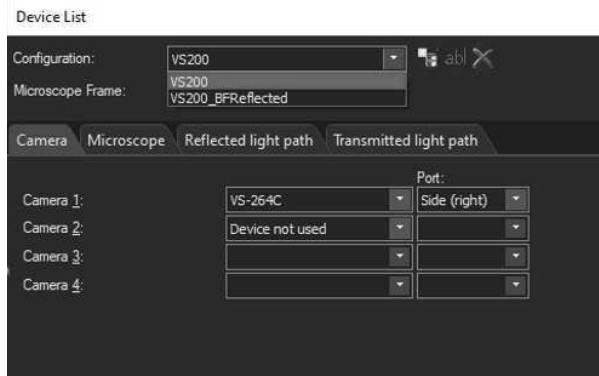 Device List
Configuration: VS200 abl
VS200
Microscope Frame: VS200_BFReflected
Camera Microscope Reflected light path Transmitted light path
Port:
Camera 1: VS-264C Side (right)
Camera 2: Device not used
Camera 3:
Camera 4: